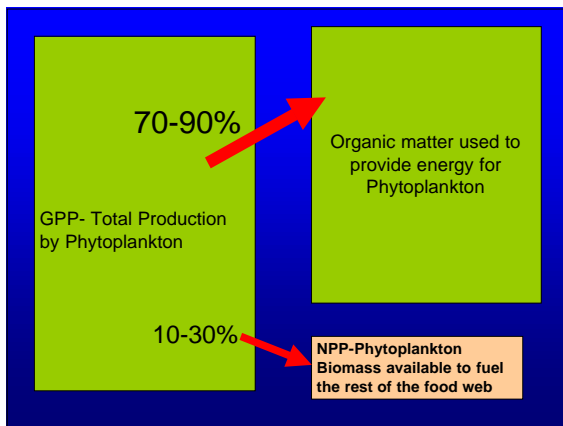 70-90%
GPP- Total Production
by Phytoplankton
10-30%
Organic matter used to
provide energy for
Phytoplankton
NPP-Phytoplankton
Biomass available to fuel
the rest of the food web